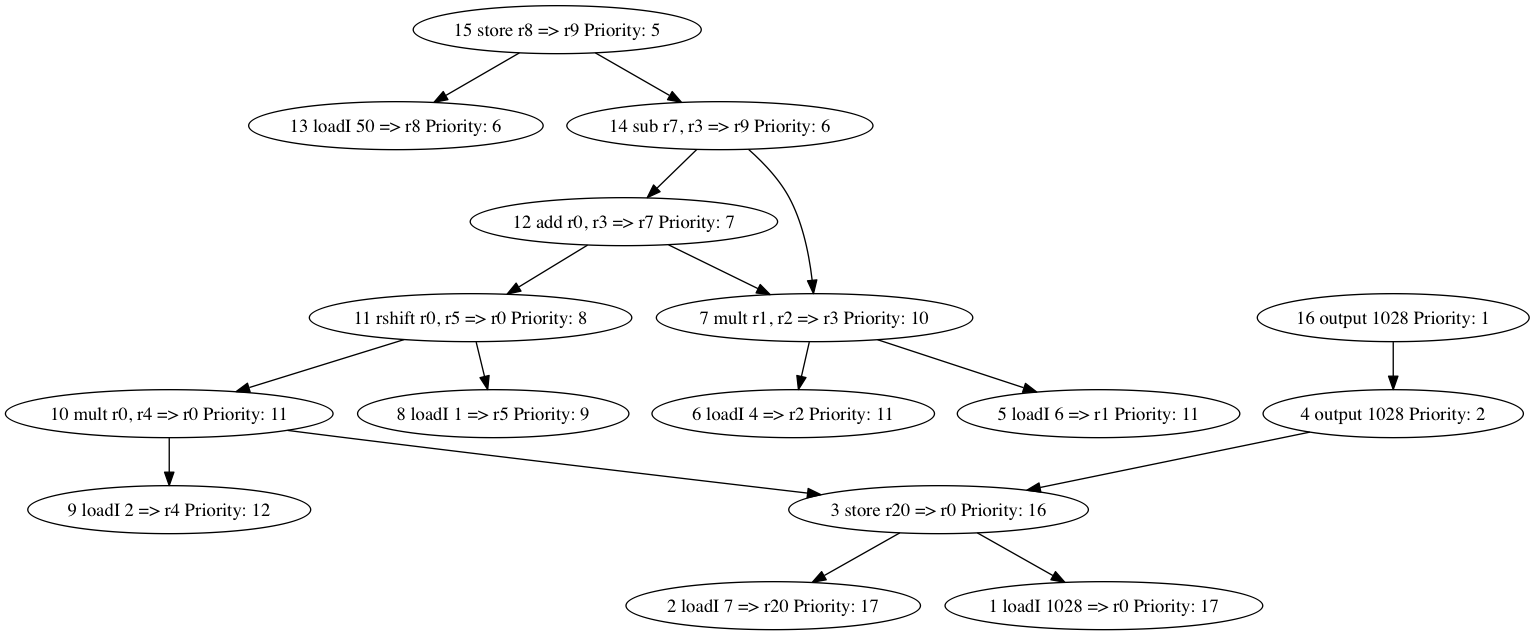 15 store r8 => r9 Priority: 5
13 loadI 50 => r8 Priority: 6
14 sub r7, r3 => r9 Priority: 6
12 add r0, r3 => r7 Priority: 7
11 rshift r0, r5 => r0 Priority: 8
7 mult r1, r2 => r3 Priority: 10
16 output 1028 Priority: 1
10 mult r0, r4 => r0 Priority: 11
8 loadI 1 => r5 Priority: 9
6 loadI 4 => r2 Priority: 11
5 loadI 6 => r1 Priority: 11
4 output 1028 Priority: 2
9 loadI 2 => r4 Priority: 12
3 store r20 => r0 Priority: 16
2 loadI 7 => r20 Priority: 17
1 loadI 1028 => r0 Priority: 17